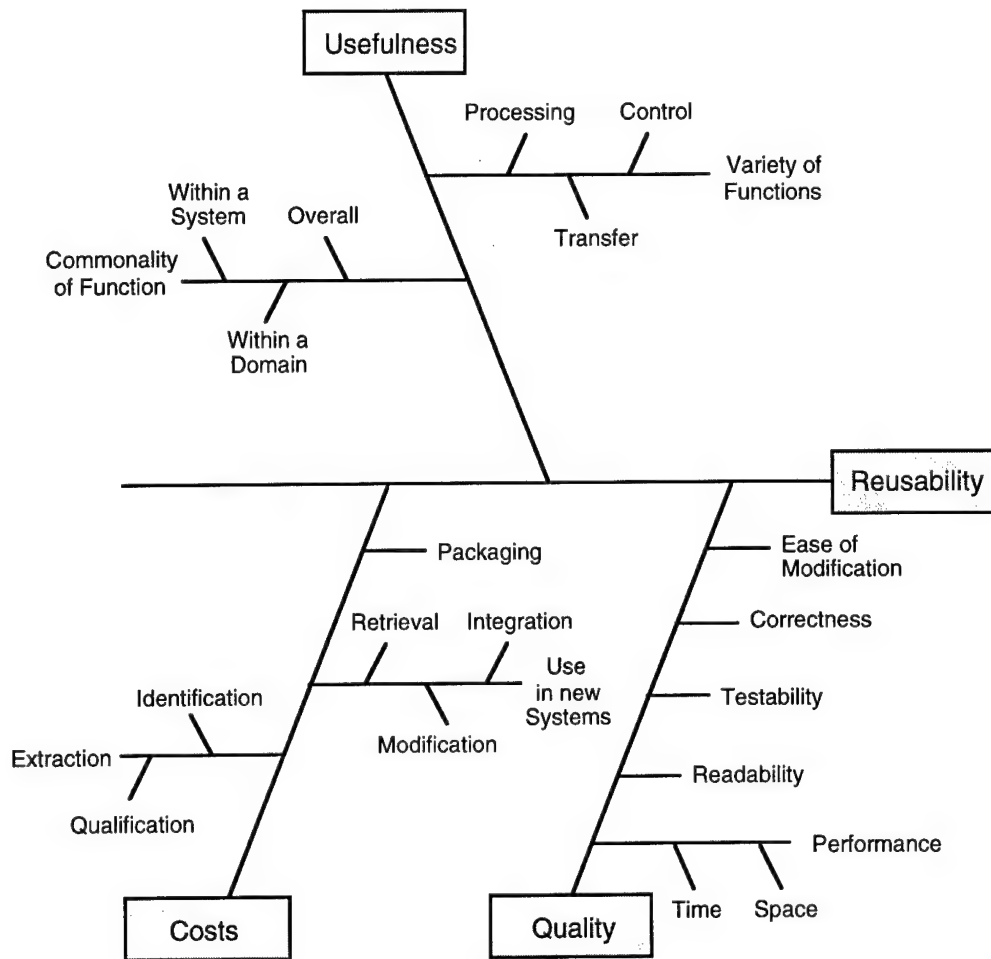 Usefulness
Processing
Control
Variety of
Functions
Transfer
Within a
System
Overall
Commonality
of Function
Within a
Domain
Reusability
Packaging
Ease of
Modification
Correctness
Retrieval
Integration
Use
in new
Systems
Modification
Identification
Extraction
Qualification
Testability
Readability
Performance
Time
Space
Costs
Quality